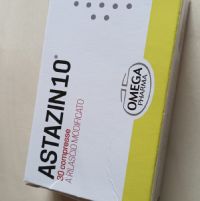 ASTAZIN10®
30 compresse
A RILASCIO MODIFICATO
OMEGA
PHARMA